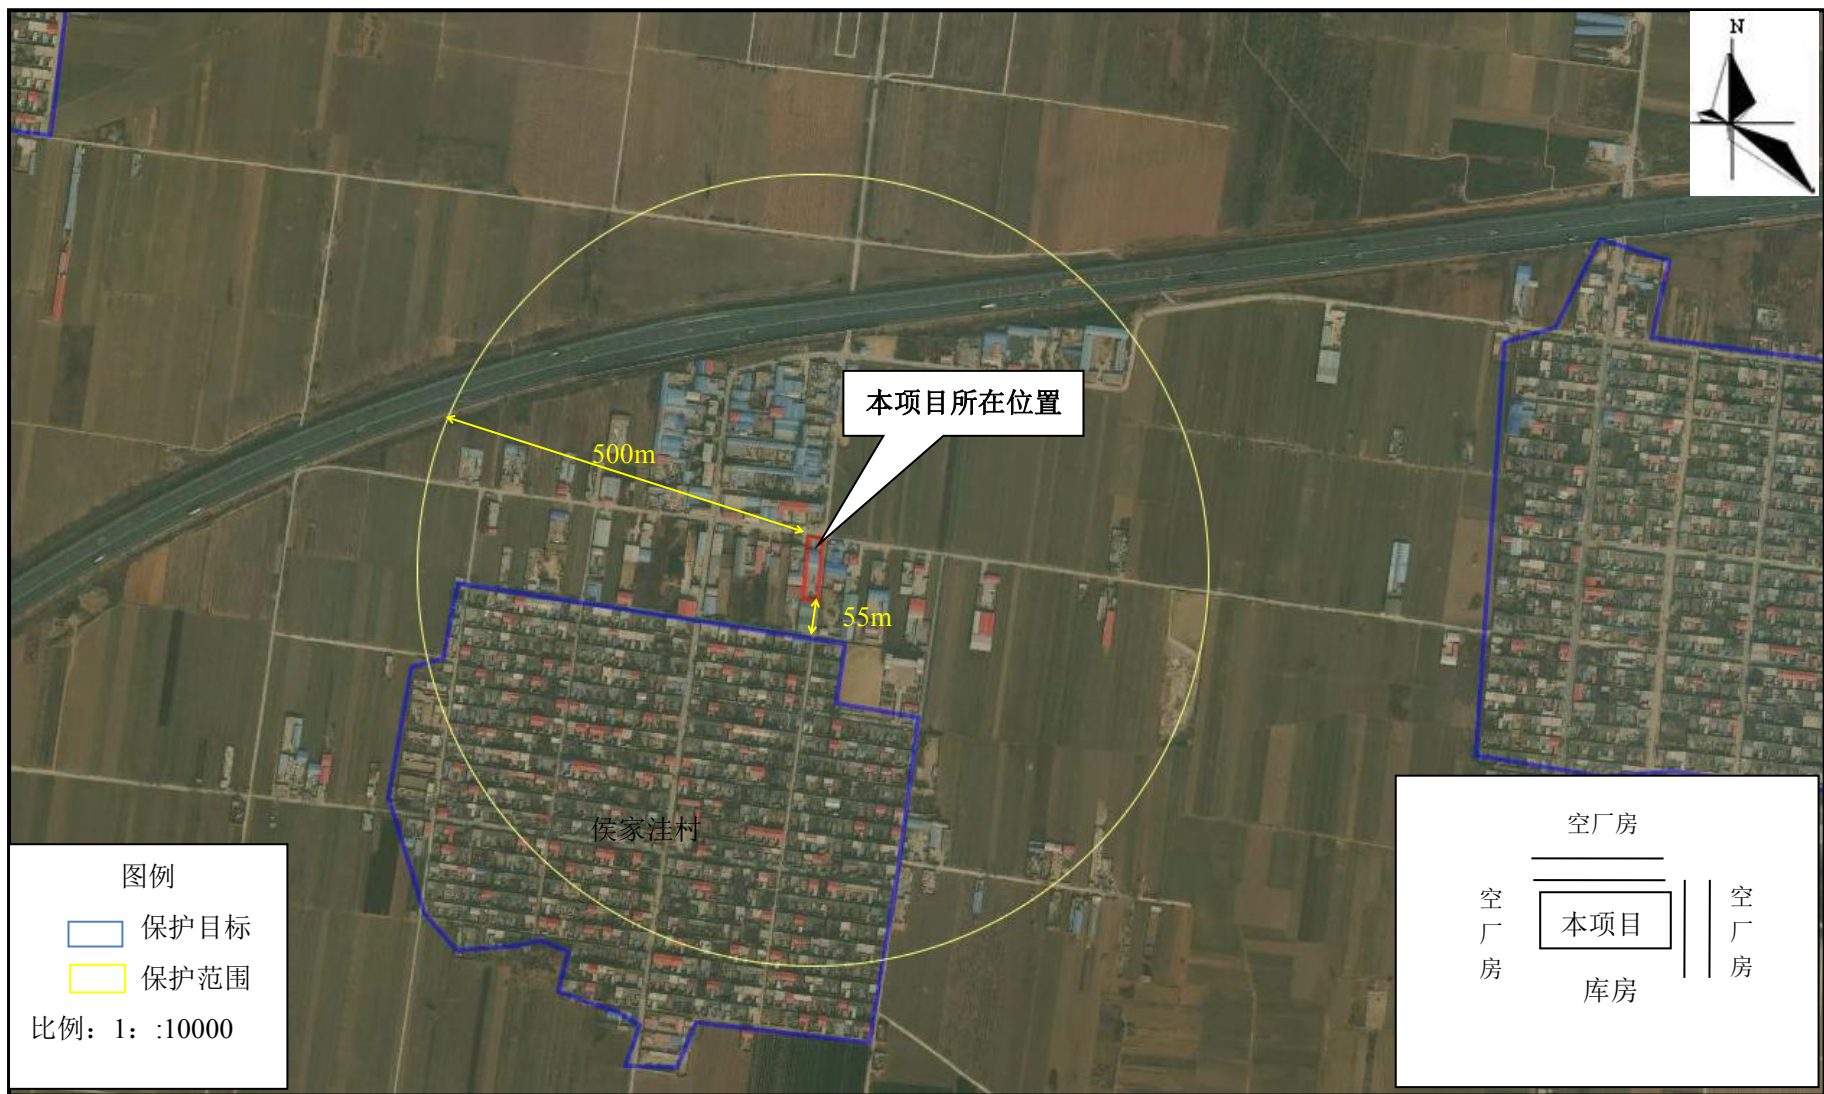 N
本项目所在位置
500m
55m
侯家洼村
图例
保护目标
保护范围
比例：1：:10000
空厂房
空厂房
本项目
空厂房
库房